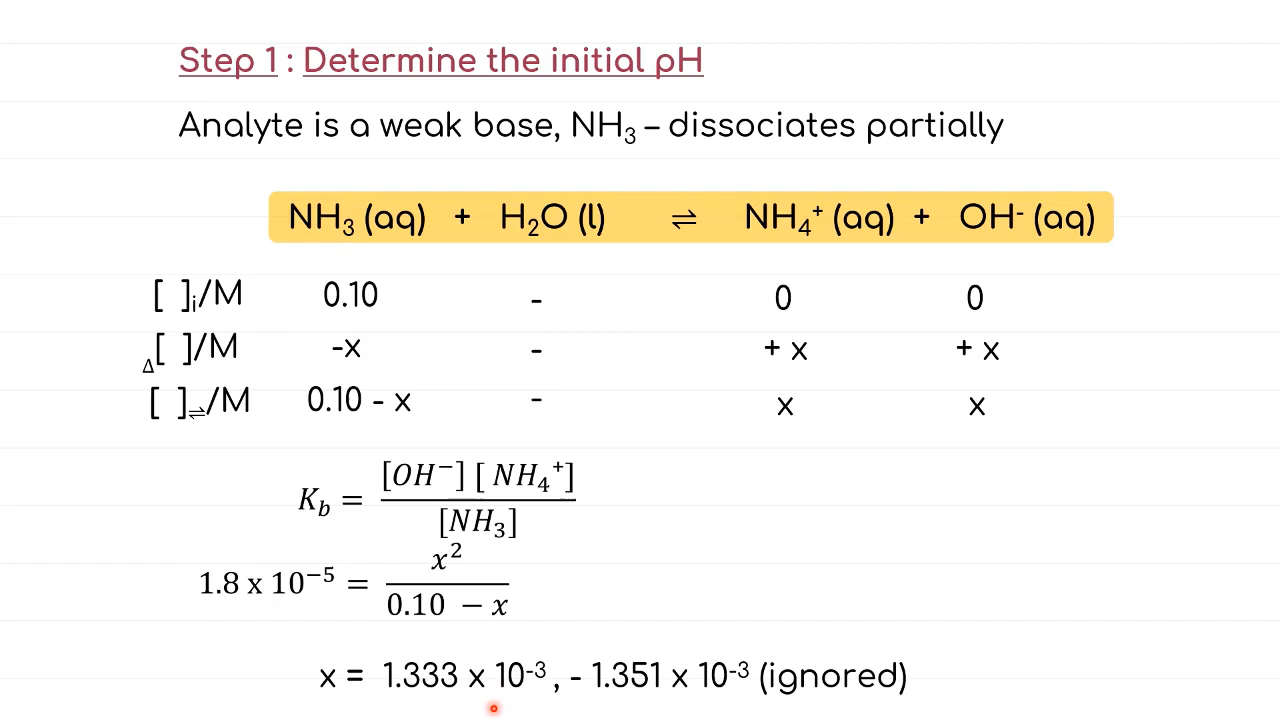 Step 1 : Determine the initial pH
Analyte is a weak base, NH₃ – dissociates partially
NH₃ (aq) + H₂O (l) ⇌ NH₄⁺ (aq) + OH⁻ (aq)
[ ]ᵢ/M 0.10 - 0 0
Δ[ ]/M -x - + x + x
[ ]⇌/M 0.10 - x - x x
K_b = [OH⁻] [NH₄⁺] / [NH₃]
1.8 x 10⁻⁵ = x² / 0.10 − x
x = 1.333 x 10⁻³ , - 1.351 x 10⁻³ (ignored)